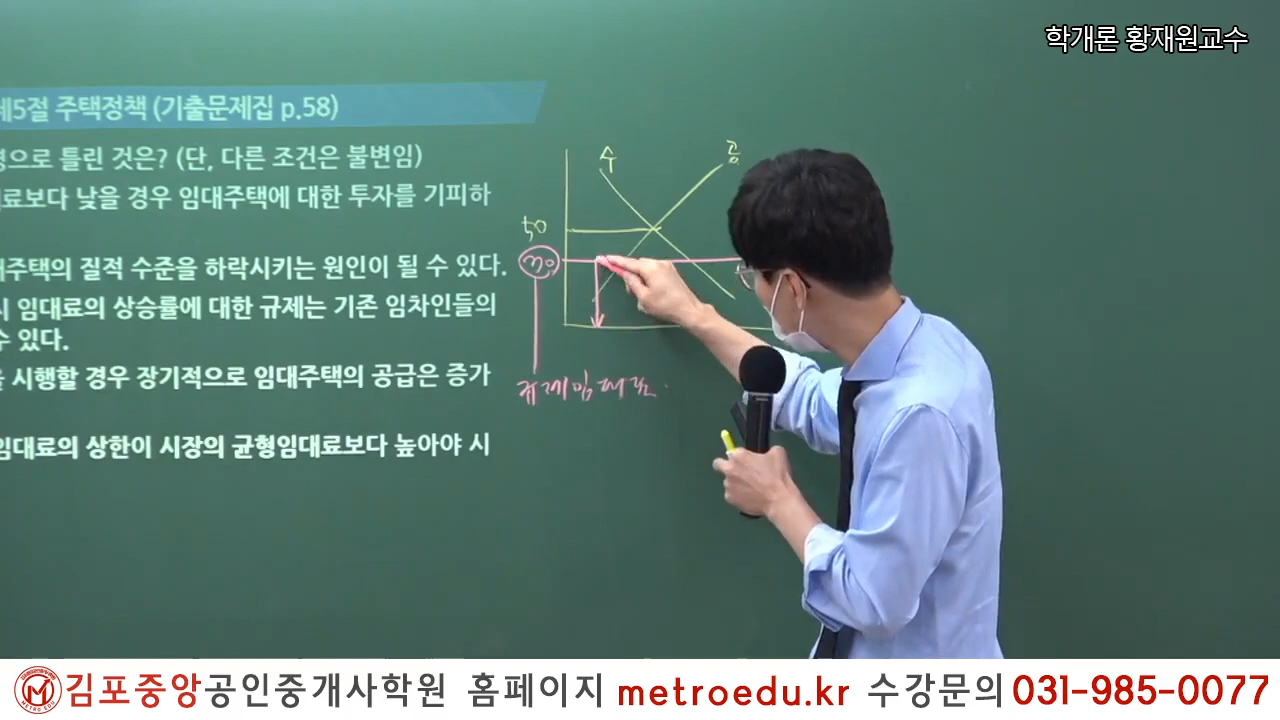 학개론 황재원교수
제5절 주택정책 (기출문제집 p.58)
명으로 틀린 것은? (단, 다른 조건은 불변임)
료보다 낮을 경우 임대주택에 대한 투자를 기피하
주택의 질적 수준을 하락시키는 원인이 될 수 있다.
시 임대료의 상승률에 대한 규제는 기존 임차인들의
수 있다.
을 시행할 경우 장기적으로 임대주택의 공급은 증가
임대료의 상한이 시장의 균형임대료보다 높아야 시
수
공
50
30
규제임대료.
김포중앙공인중개사학원 홈페이지 metroedu.kr 수강문의 031-985-0077